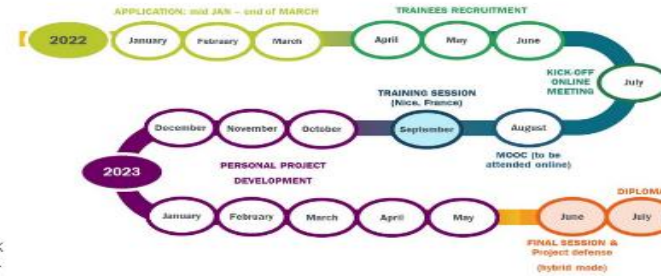 APPLICATION: mid JAN – end of MARCH
TRAINEES RECRUITMENT
2022 January February March April May June
KICK-OFF
ONLINE
MEETING
July
TRAINING SESSION
(Nice, France)
December November October September August
MOOC (to be
attended online)
2023
PERSONAL PROJECT
DEVELOPMENT
DIPLOMA
January February March April May June July
FINAL SESSION &
Project defense
(hybrid mode)